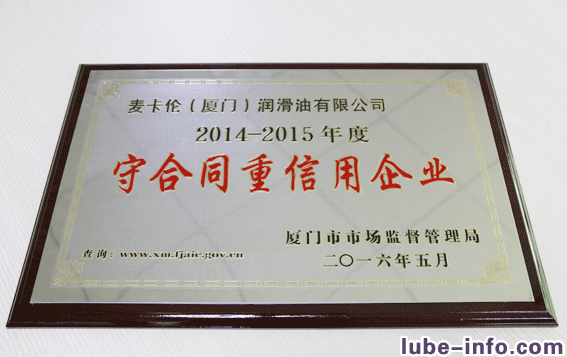 麦卡伦（厦门）润滑油有限公司
2014-2015年度
守合同重信用企业
厦门市市场监督管理局
查询：www.xm.fjaic.gov.cn
二〇一六年五月
lube-info.com